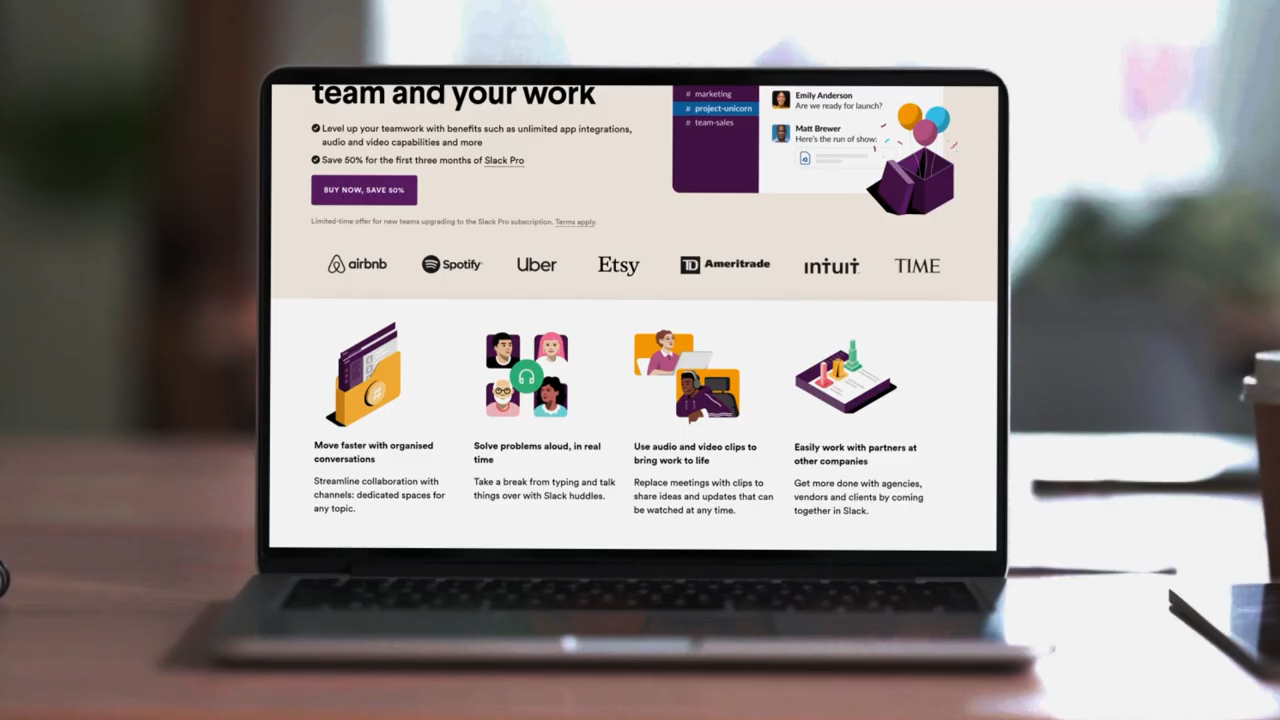 team and your work
Level up your teamwork with benefits such as unlimited app integrations,
audio and video capabilities and more
Save 50% for the first three months of Slack Pro
BUY NOW, SAVE 50%
Limited-time offer for new teams upgrading to the Slack Pro subscription. Terms apply.
# marketing
# project-unicorn
# team-sales
Emily Anderson
Are we ready for launch?
Matt Brewer
Here's the run of show:
airbnb Spotify Uber Etsy TD Ameritrade intuit TIME
Move faster with organised
conversations
Streamline collaboration with
channels: dedicated spaces for
any topic.
Solve problems aloud, in real
time
Take a break from typing and talk
things over with Slack huddles.
Use audio and video clips to
bring work to life
Replace meetings with clips to
share ideas and updates that can
be watched at any time.
Easily work with partners at
other companies
Get more done with agencies,
vendors and clients by coming
together in Slack.